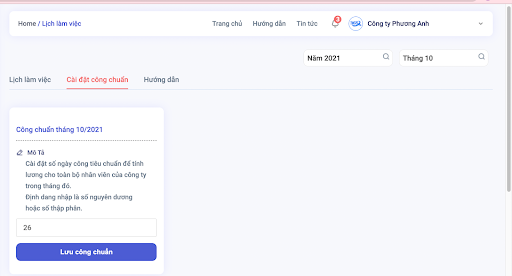 Home / Lịch làm việc
Trang chủ
Hướng dẫn
Tin tức
3
Công ty Phương Anh
Năm 2021
Tháng 10
Lịch làm việc
Cài đặt công chuẩn
Hướng dẫn
Công chuẩn tháng 10/2021
Mô Tả
Cài đặt số ngày công tiêu chuẩn để tính
lương cho toàn bộ nhân viên của công ty
trong tháng đó.
Định dang nhập là số nguyên dương
hoặc số thập phân.
26
Lưu công chuẩn